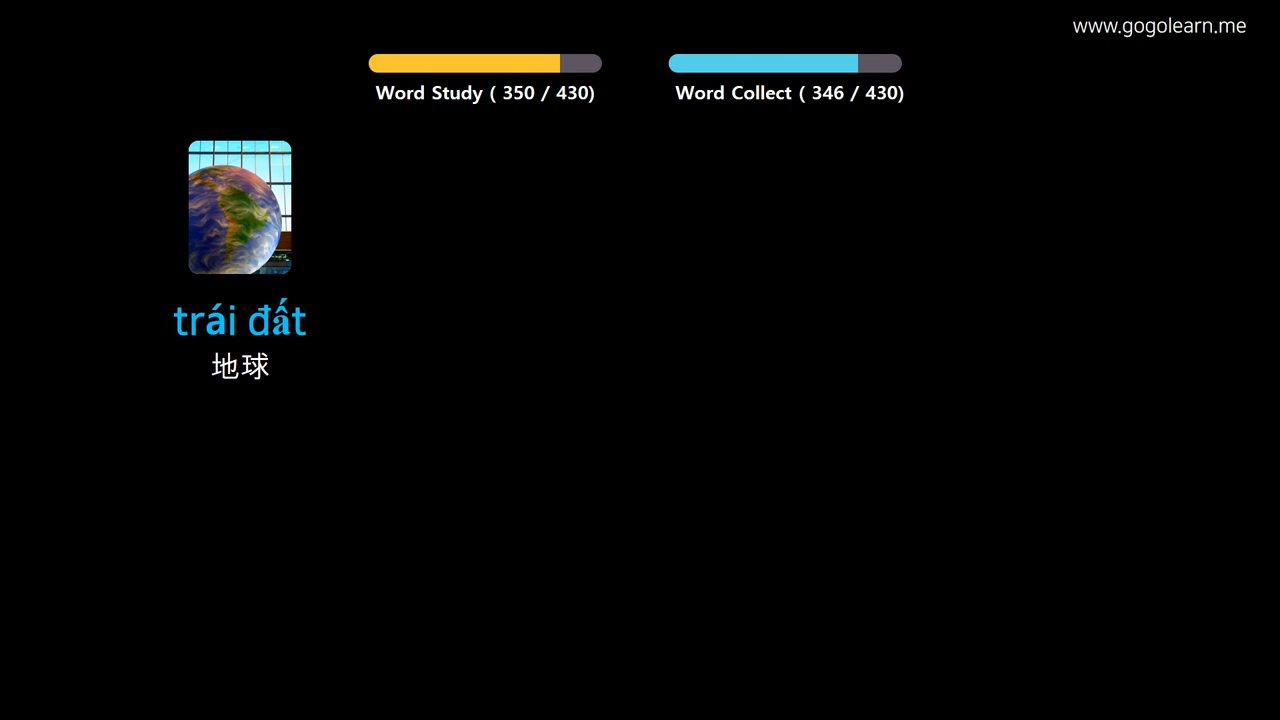 www.gogolearn.me
Word Study ( 350 / 430)
Word Collect ( 346 / 430)
trái đất
地球